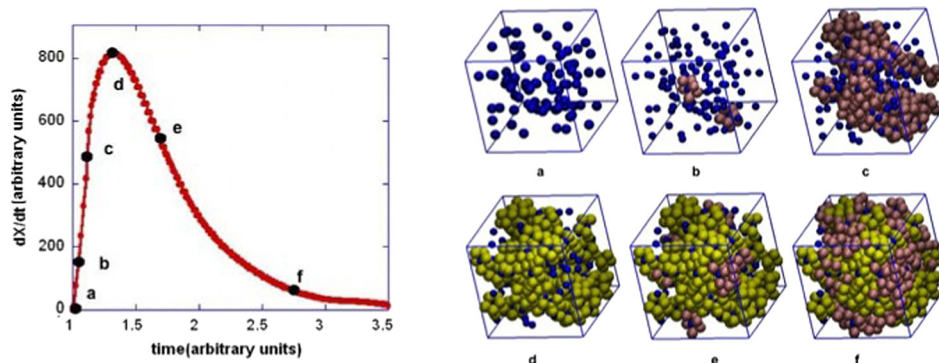 800
600
400
200
0
dX/dt(arbitrary units)
d
c
e
b
a
f
1
1.5
2
2.5
3
3.5
time(arbitrary units)
a
b
c
d
e
f